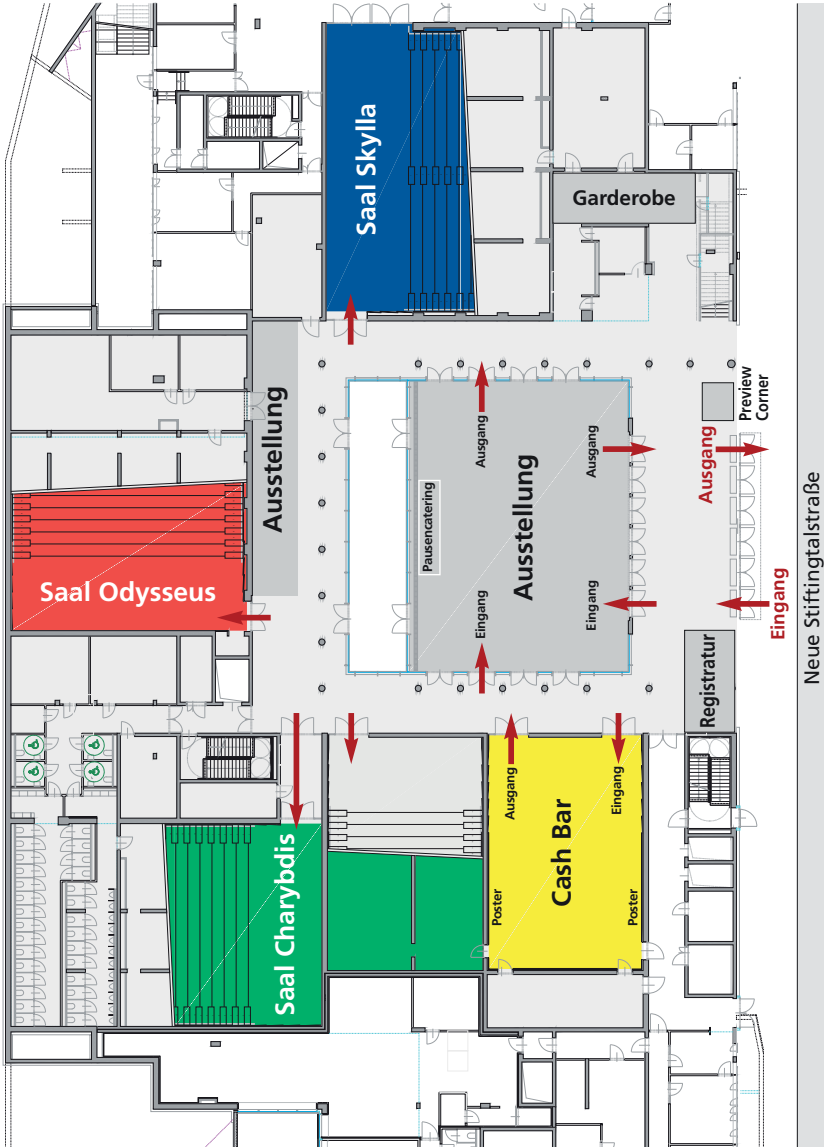 Saal Skylla
Garderobe
Ausstellung
Preview
Corner
Ausgang
Ausgang
Ausgang
Pausencatering
Ausstellung
Saal Odysseus
Eingang
Eingang
Eingang
Neue Stiftingtalstraße
Registratur
Ausgang
Eingang
Saal Charybdis
Cash Bar
Poster
Poster